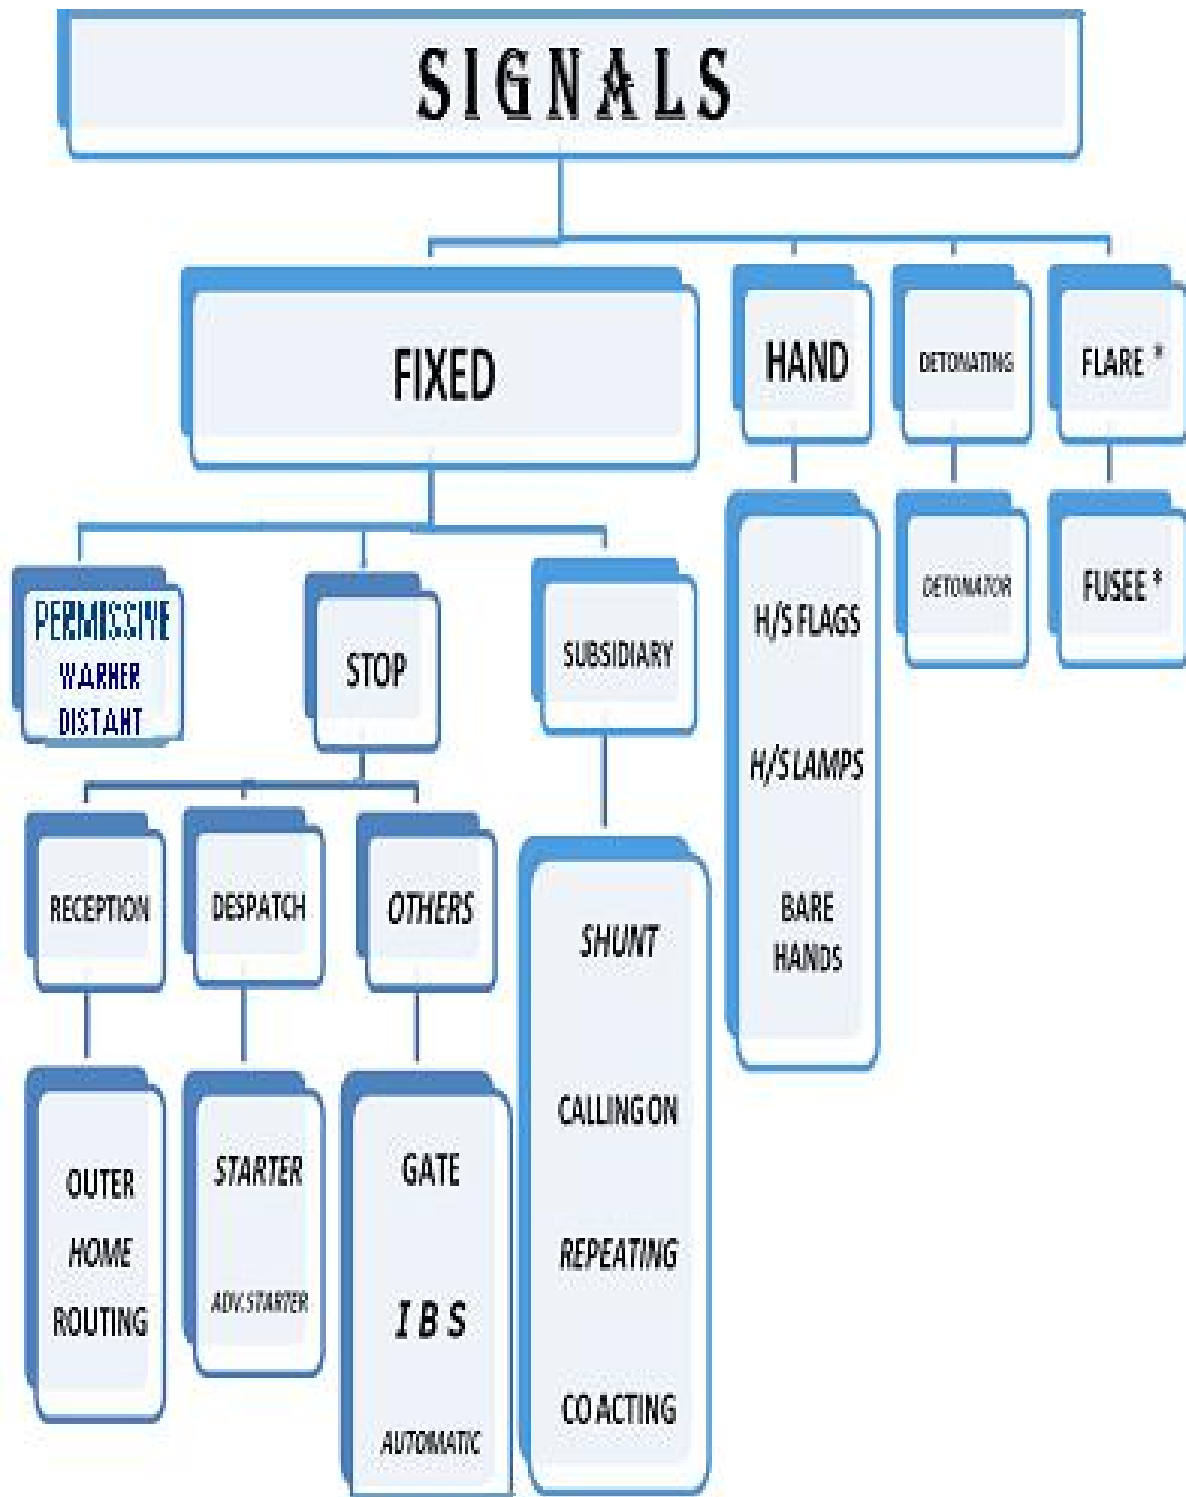 SIGNALS
FIXED
HAND
DETONATING
FLARE *
PERMISSIVE
WARNER
DISTANT
STOP
SUBSIDIARY
H/S FLAGS
H/S LAMPS
BARE
HANDS
DETONATOR
FUSEE *
RECEPTION
DESPATCH
OTHERS
OUTER
HOME
ROUTING
STARTER
ADV.STARTER
GATE
I B S
AUTOMATIC
SHUNT
CALLING ON
REPEATING
CO ACTING